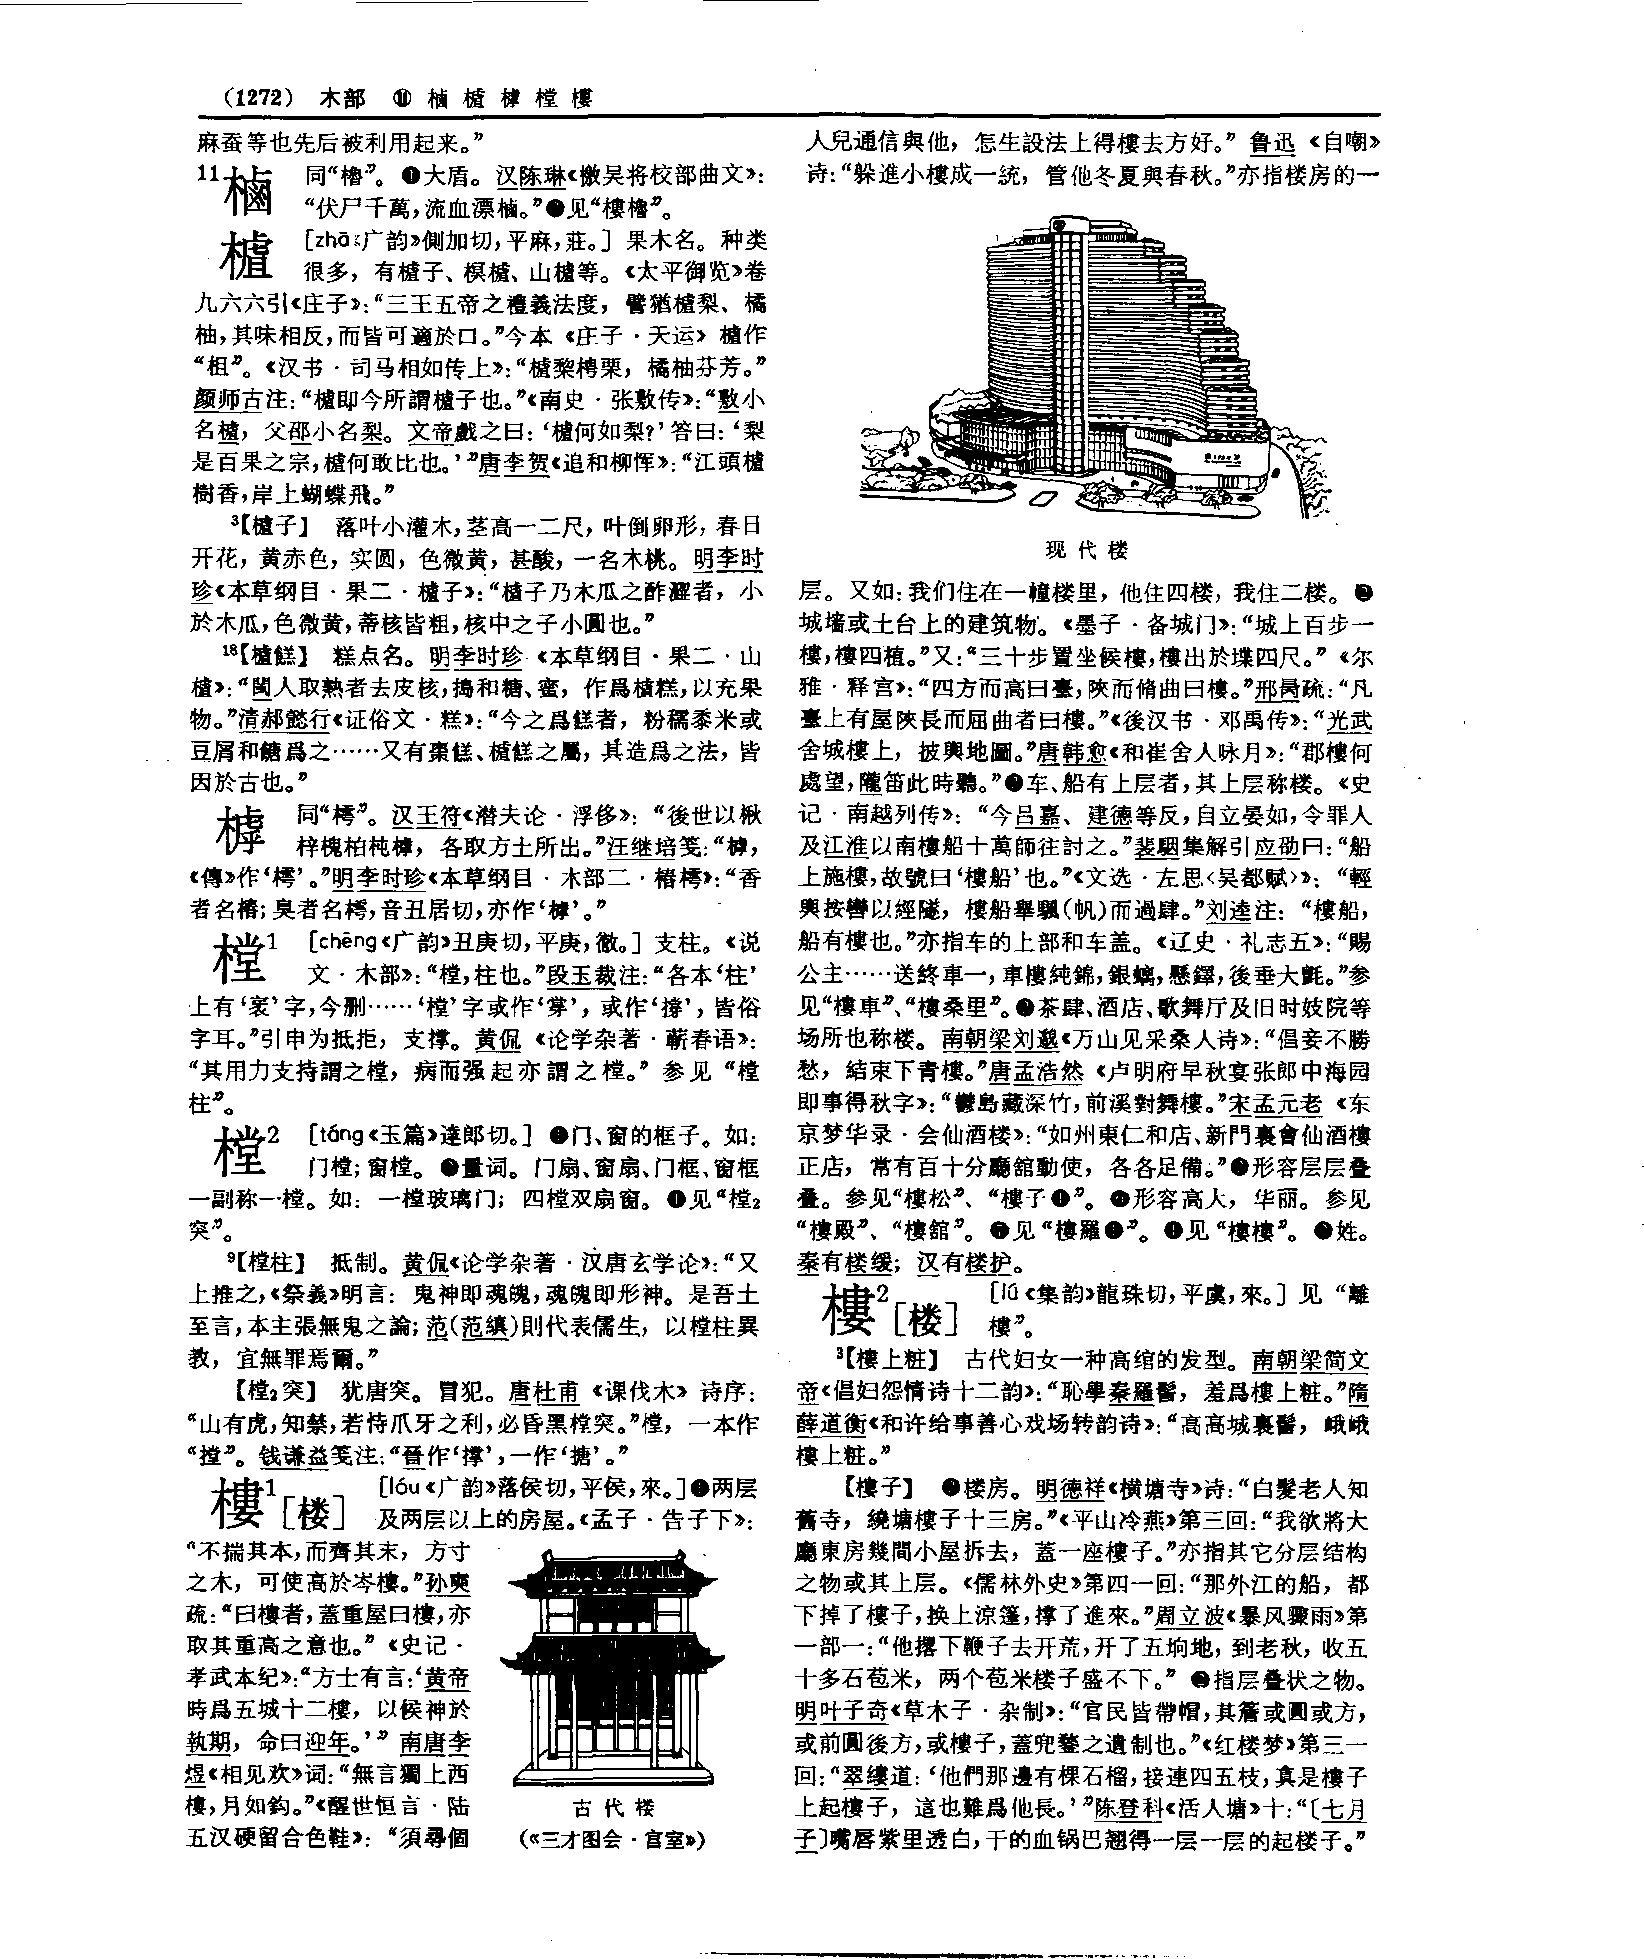 (1272) 木部 ⑪ 樐 樝 樟 樘 樓
麻蚕等也先后被利用起来。”
11樐 同“櫓”。❶大盾。汉陈琳《檄吴将校部曲文》:
“伏尸千萬,流血漂樐。”❷见“樓櫓”。
樝 [zhā《广韵》側加切,平麻,莊。] 果木名。种类
很多,有樝子、榠樝、山樝等。《太平御览》卷
九六六引《庄子》:“三王五帝之禮義法度,譬猶樝梨、橘
柚,其味相反,而皆可適於口。”今本《庄子·天运》樝作
“柤”。《汉书·司马相如传上》:“樝棃樗栗,橘柚芬芳。”
颜师古注:“樝即今所謂樝子也。”《南史·张敷传》:“敷小
名樝,父邵小名梨。文帝戲之曰:‘樝何如梨?’答曰:‘梨
是百果之宗,樝何敢比也。’”唐李贺《追和柳恽》:“江頭樝
樹香,岸上蝴蝶飛。”
3【樝子】 落叶小灌木,茎高一二尺,叶倒卵形,春日
开花,黄赤色,实圆,色微黄,甚酸,一名木桃。明李时
珍《本草纲目·果二·樝子》:“樝子乃木瓜之酢澀者,小
於木瓜,色微黄,蒂核皆粗,核中之子小圓也。”
18【樝餻】 糕点名。明李时珍《本草纲目·果二·山
樝》:“閩人取熟者去皮核,搗和糖、蜜,作爲樝糕,以充果
物。”清郝懿行《证俗文·糕》:“今之爲餻者,粉穤黍米或
豆屑和餹爲之……又有棗餻、樝餻之屬,其造爲之法,皆
因於古也。”
同“樗”。汉王符《潜夫论·浮侈》:“後世以楸
梓槐柏杶㯉,各取方土所出。”汪继培笺:“㯉,
《傳》作‘樗’。”明李时珍《本草纲目·木部二·椿樗》:“香
者名椿;臭者名樗,音丑居切,亦作‘㯉’。”
樘1 [chēng《广韵》丑庚切,平庚,徹。] 支柱。《说
文·木部》:“樘,柱也。”段玉裁注:“各本‘柱’
上有‘衺’字,今删……‘樘’字或作‘牚’,或作‘撐’,皆俗
字耳。”引申为抵拒,支撑。黄侃《论学杂著·蕲春语》:
“其用力支持謂之樘,病而强起亦謂之樘。”参见“樘
柱”。
樘2 [táng《玉篇》達郎切。] ❶门、窗的框子。如:
门樘;窗樘。❷量词。门扇、窗扇、门框、窗框
一副称一樘。如:一樘玻璃门;四樘双扇窗。❸见“樘2
突”。
9【樘柱】 抵制。黄侃《论学杂著·汉唐玄学论》:“又
上推之,《祭義》明言:鬼神即魂魄,魂魄即形神。是吾土
至言,本主張無鬼之論;范(范缜)則代表儒生,以樘柱異
教,宜無罪焉爾。”
【樘2突】 犹唐突。冒犯。唐杜甫《课伐木》诗序:
“山有虎,知禁,若恃爪牙之利,必昏黑樘突。”樘,一本作
“摚”。钱谦益笺注:“晉作‘撑’,一作‘搪’。”
樓1[楼] [lóu《广韵》落侯切,平侯,來。]❶两层
及两层以上的房屋。《孟子·告子下》:
“不揣其本,而齊其末,方寸
之木,可使高於岑樓。”孙奭
疏:“曰樓者,蓋重屋曰樓,亦
取其重高之意也。”《史记·
孝武本纪》:“方士有言:‘黄帝
時爲五城十二樓,以候神於
執期,命曰迎年。’”南唐李
煜《相见欢》词:“無言獨上西
樓,月如鈎。”《醒世恒言·陆
五汉硬留合色鞋》:“須尋個
古代楼
(《三才图会·宫室》)
人兒通信與他,怎生設法上得樓去方好。”鲁迅《自嘲》
诗:“躲進小樓成一統,管他冬夏與春秋。”亦指楼房的一
现代楼
层。又如:我们住在一幢楼里,他住四楼,我住二楼。❷
城墙或土台上的建筑物。《墨子·备城门》:“城上百步一
樓,樓四植。”又:“三十步置坐候樓,樓出於堞四尺。”《尔
雅·释宫》:“四方而高曰臺,陜而脩曲曰樓。”邢昺疏:“凡
臺上有屋陜長而屈曲者曰樓。”《後汉书·邓禹传》:“光武
舍城樓上,披輿地圖。”唐韩愈《和崔舍人咏月》:“郡樓何
處望,隴笛此時聽。”❸车、船有上层者,其上层称楼。《史
记·南越列传》:“今吕嘉、建德等反,自立晏如,令罪人
及江淮以南樓船十萬師往討之。”裴駰集解引应劭曰:“船
上施樓,故號曰‘樓船’也。”《文选·左思〈吴都赋〉》:“輕
輿按轡以經隧,樓船舉颿(帆)而過肆。”刘逵注:“樓船,
船有樓也。”亦指车的上部和车盖。《辽史·礼志五》:“賜
公主……送終車一,車樓純錦,銀螭,懸鐸,後垂大氈。”参
见“樓車”、“樓桑里”。❹茶肆、酒店、歌舞厅及旧时妓院等
场所也称楼。南朝梁刘邈《万山见采桑人诗》:“倡妾不勝
愁,結束下青樓。”唐孟浩然《卢明府早秋宴张郎中海园
即事得秋字》:“鬱島藏深竹,前溪對舞樓。”宋孟元老《东
京梦华录·会仙酒楼》:“如州東仁和店、新門裏會仙酒樓
正店,常有百十分廳館動使,各各足備。”❺形容层层叠
叠。参见“樓松”、“樓子❶”。❻形容高大,华丽。参见
“樓殿”、“樓舘”。❼见“樓羅❶”。❽见“樓樓”。❾姓。
秦有楼缓;汉有楼护。
樓2[楼] [lǘ《集韵》龍珠切,平虞,來。] 见“離
樓”。
3【樓上粧】 古代妇女一种高绾的发型。南朝梁简文
帝《倡妇怨情诗十二韵》:“恥學秦羅髻,羞爲樓上粧。”隋
薛道衡《和许给事善心戏场转韵诗》:“高高城裏髻,峨峨
樓上粧。”
【樓子】 ❶楼房。明德祥《横塘寺》诗:“白髮老人知
舊寺,繞塘樓子十三房。”《平山冷燕》第三回:“我欲將大
廳東房幾間小屋拆去,蓋一座樓子。”亦指其它分层结构
之物或其上层。《儒林外史》第四一回:“那外江的船,都
下掉了樓子,换上涼篷,撑了進來。”周立波《暴风骤雨》第
一部一:“他撂下鞭子去开荒,开了五垧地,到老秋,收五
十多石苞米,两个苞米楼子盛不下。”❷指层叠状之物。
明叶子奇《草木子·杂制》:“官民皆帶帽,其簷或圓或方,
或前圓後方,或樓子,蓋兜鍪之遺制也。”《红楼梦》第三一
回:“翠缕道:‘他們那邊有棵石榴,接連四五枝,真是樓子
上起樓子,這也難爲他長。’”陈登科《活人塘》十:“〔七月
子〕嘴唇紫里透白,干的血锅巴翘得一层一层的起楼子。”